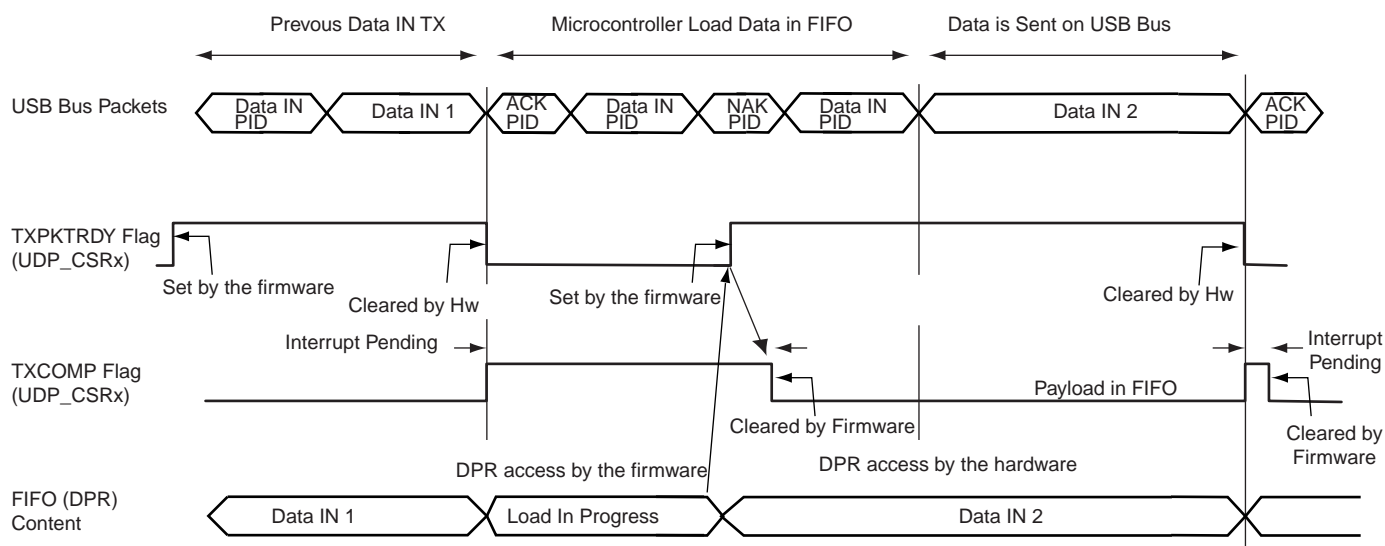 Prevous Data IN TX
Microcontroller Load Data in FIFO
Data is Sent on USB Bus
USB Bus Packets
Data IN
PID
Data IN 1
ACK
PID
Data IN
PID
NAK
PID
Data IN
PID
Data IN 2
ACK
PID
TXPKTRDY Flag
(UDP_CSRx)
Set by the firmware
Cleared by Hw
Set by the firmware
Cleared by Hw
Interrupt Pending
Interrupt
Pending
TXCOMP Flag
(UDP_CSRx)
Payload in FIFO
Cleared by Firmware
Cleared by
Firmware
DPR access by the firmware
DPR access by the hardware
FIFO (DPR)
Content
Data IN 1
Load In Progress
Data IN 2